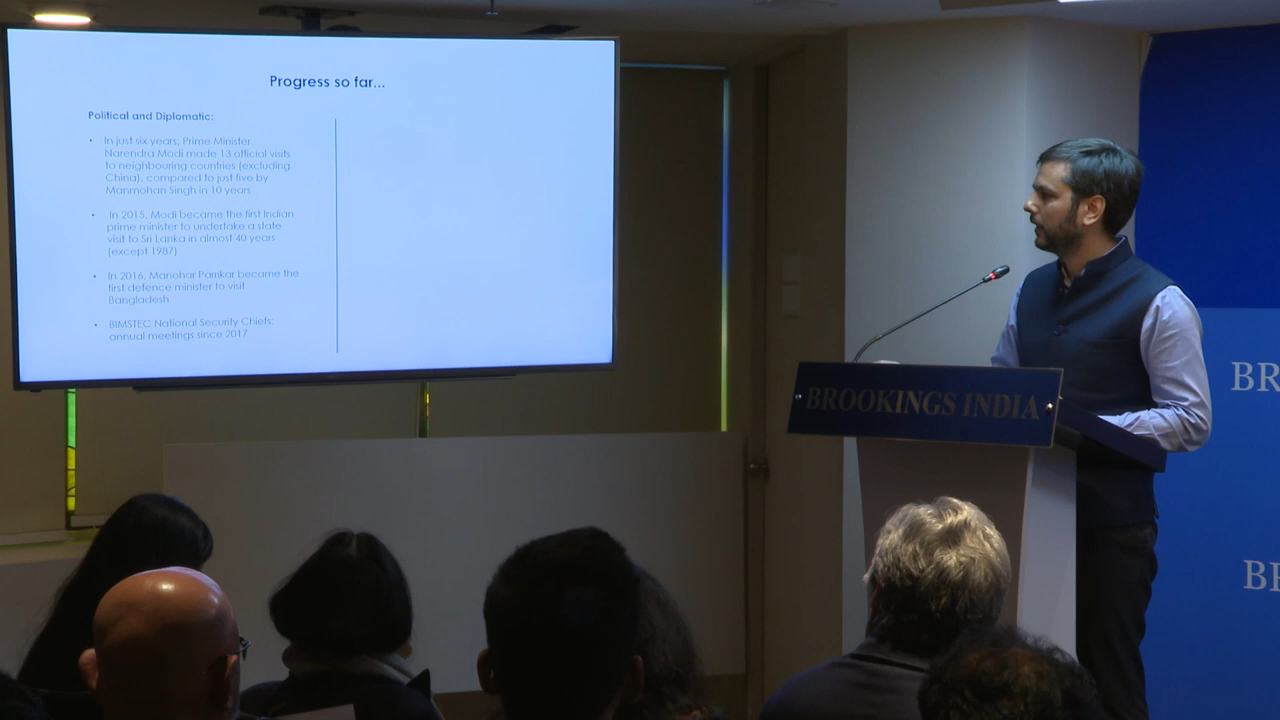 Progress so far...
Political and Diplomatic:
• In just six years, Prime Minister
Narendra Modi made 13 official visits
to neighbouring countries (excluding
China), compared to just five by
Manmohan Singh in 10 years
• In 2015, Modi became the first Indian
prime minister to undertake a state
visit to Sri Lanka in almost 40 years
(except 1987)
• In 2016, Manohar Parrikar became the
first defence minister to visit
Bangladesh
• BIMSTEC National Security Chiefs:
annual meetings since 2017
BROOKINGS INDIA
BR
BR